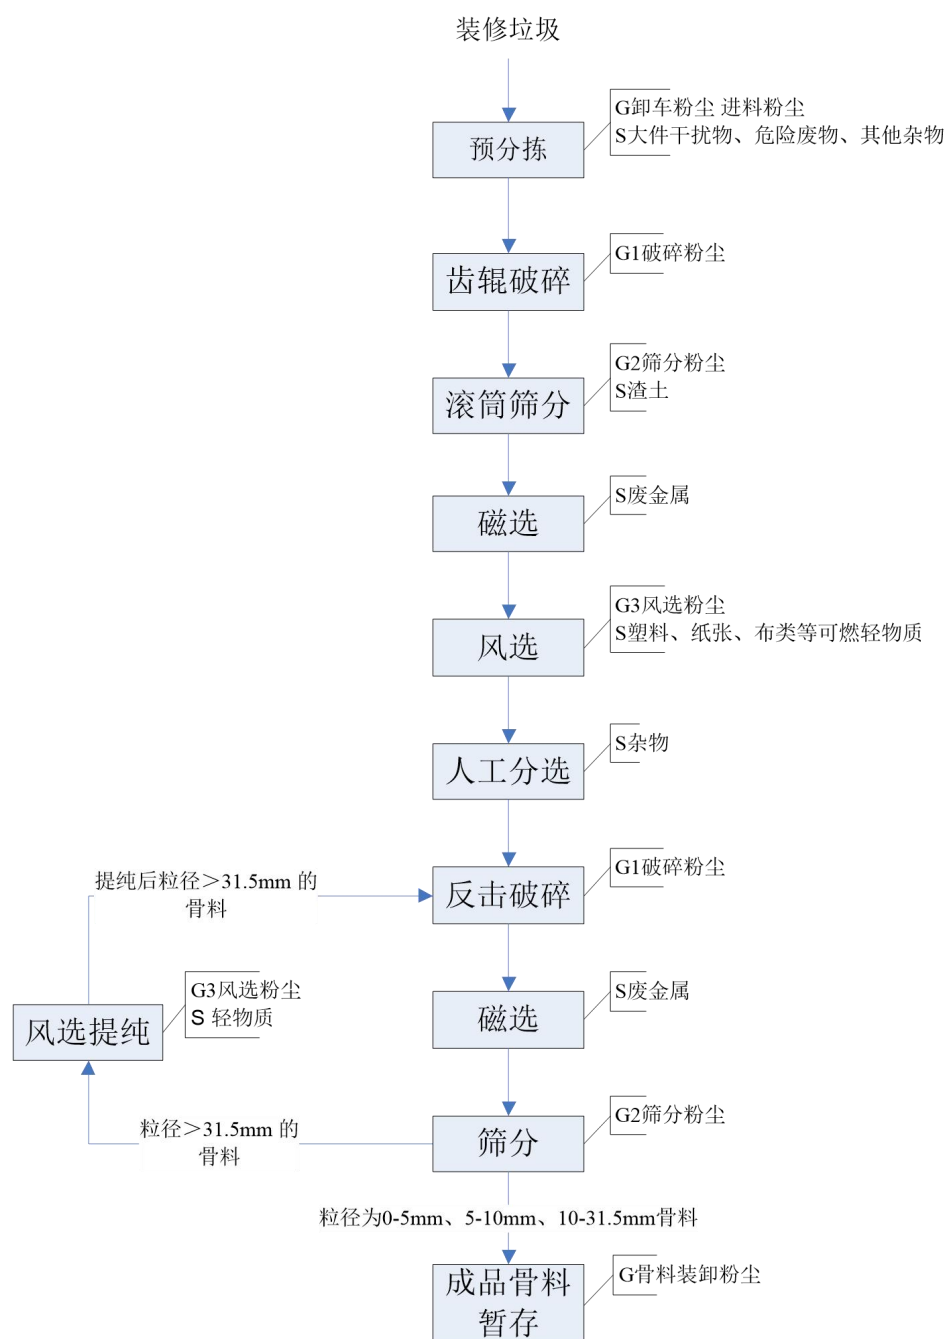 装修垃圾
G卸车粉尘 进料粉尘
S大件干扰物、危险废物、其他杂物
预分拣
G1破碎粉尘
齿辊破碎
G2筛分粉尘
S渣土
滚筒筛分
S废金属
磁选
G3风选粉尘
S塑料、纸张、布类等可燃轻物质
风选
S杂物
人工分选
G1破碎粉尘
提纯后粒径＞31.5mm 的
骨料
反击破碎
G3风选粉尘
S 轻物质
风选提纯
S废金属
磁选
G2筛分粉尘
粒径＞31.5mm 的
骨料
筛分
粒径为0-5mm、5-10mm、10-31.5mm骨料
G骨料装卸粉尘
成品骨料
暂存